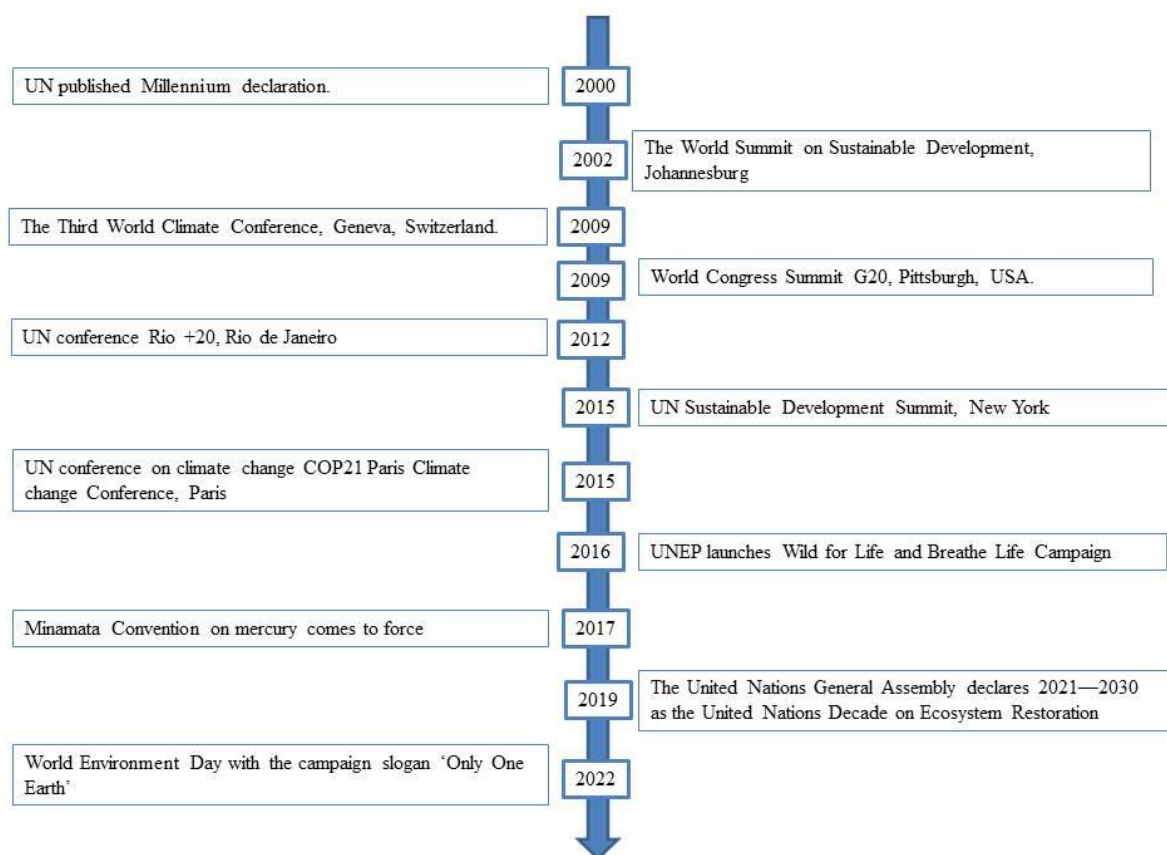 UN published Millennium declaration.
2000
2002
The World Summit on Sustainable Development,
Johannesburg
The Third World Climate Conference, Geneva, Switzerland.
2009
2009
World Congress Summit G20, Pittsburgh, USA.
UN conference Rio +20, Rio de Janeiro
2012
2015
UN Sustainable Development Summit, New York
UN conference on climate change COP21 Paris Climate
change Conference, Paris
2015
2016
UNEP launches Wild for Life and Breathe Life Campaign
Minamata Convention on mercury comes to force
2017
2019
The United Nations General Assembly declares 2021—2030
as the United Nations Decade on Ecosystem Restoration
World Environment Day with the campaign slogan ‘Only One
Earth’
2022